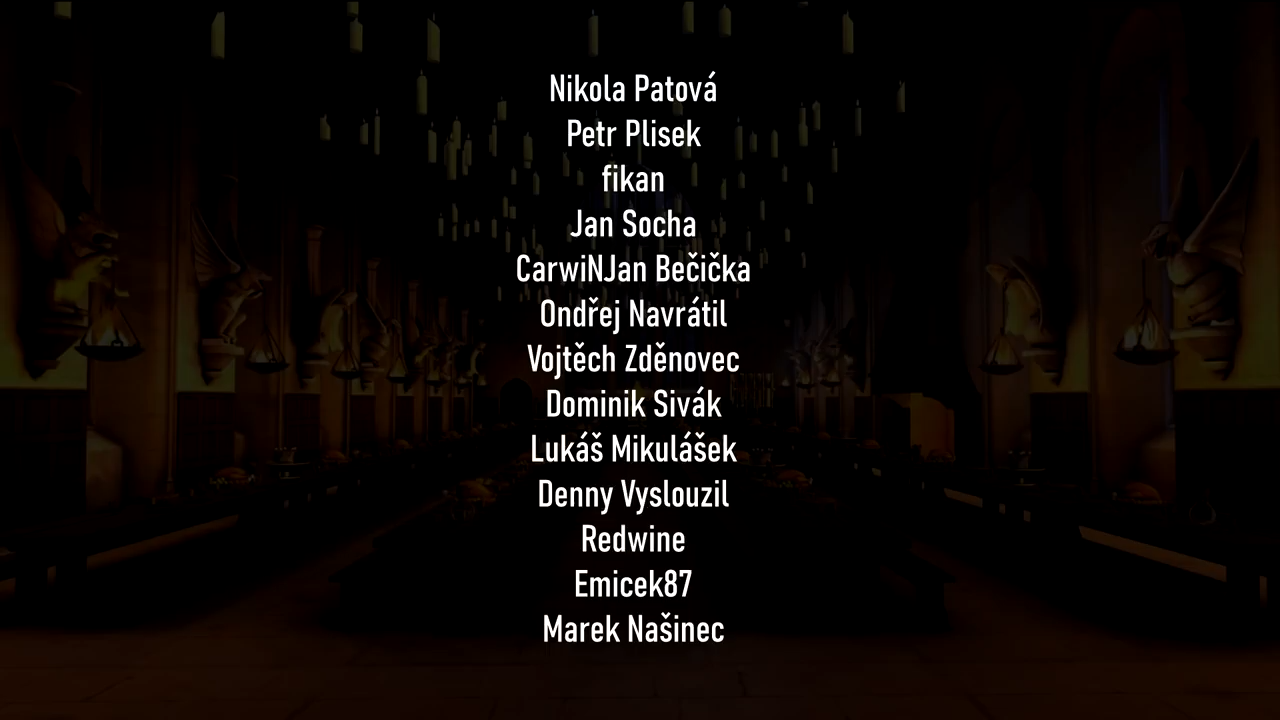 Nikola Patová
Petr Plisek
fikan
Jan Socha
CarwiNJan Bečička
Ondřej Navrátil
Vojtěch Zděnovec
Dominik Sivák
Lukáš Mikulášek
Denny Vyslouzil
Redwine
Emicek87
Marek Našinec